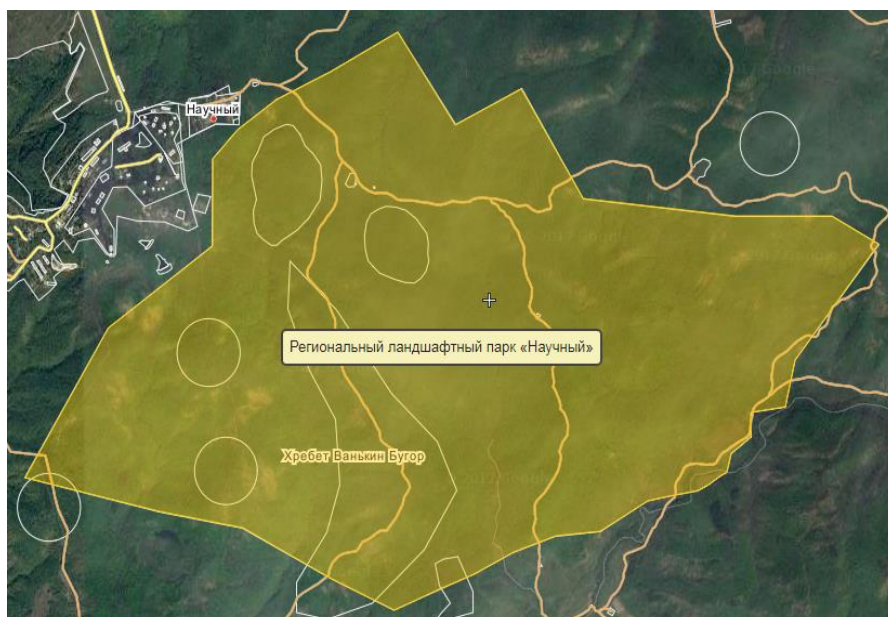 Научный
Региональный ландшафтный парк «Научный»
Хребет Ванькин Бугор